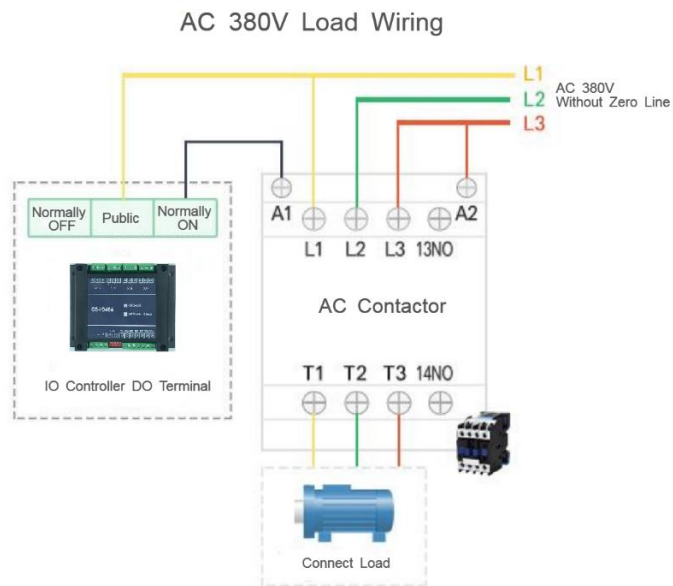 AC 380V Load Wiring
L1
L2
L3
AC 380V
Without Zero Line
Normally
OFF
Public
Normally
ON
A1
A2
L1 L2 L3 13NO
AC Contactor
T1 T2 T3 14NO
IO Controller DO Terminal
Connect Load